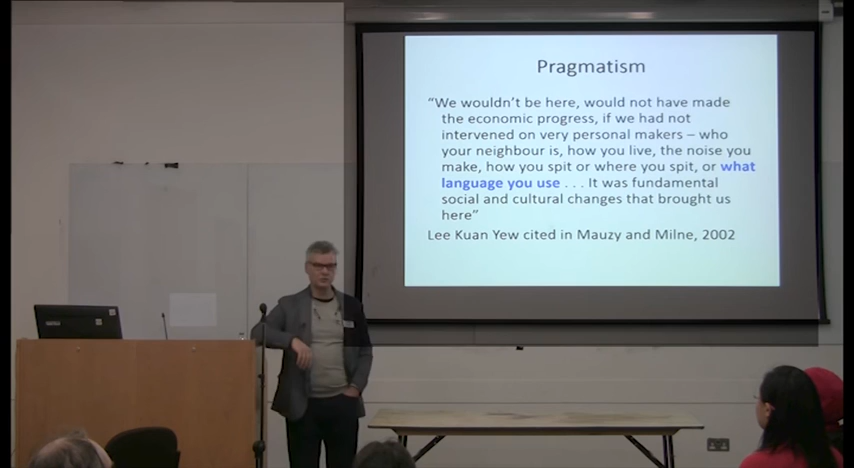 Pragmatism
“We wouldn’t be here, would not have made
the economic progress, if we had not
intervened on very personal makers – who
your neighbour is, how you live, the noise you
make, how you spit or where you spit, or what
language you use . . . It was fundamental
social and cultural changes that brought us
here”
Lee Kuan Yew cited in Mauzy and Milne, 2002